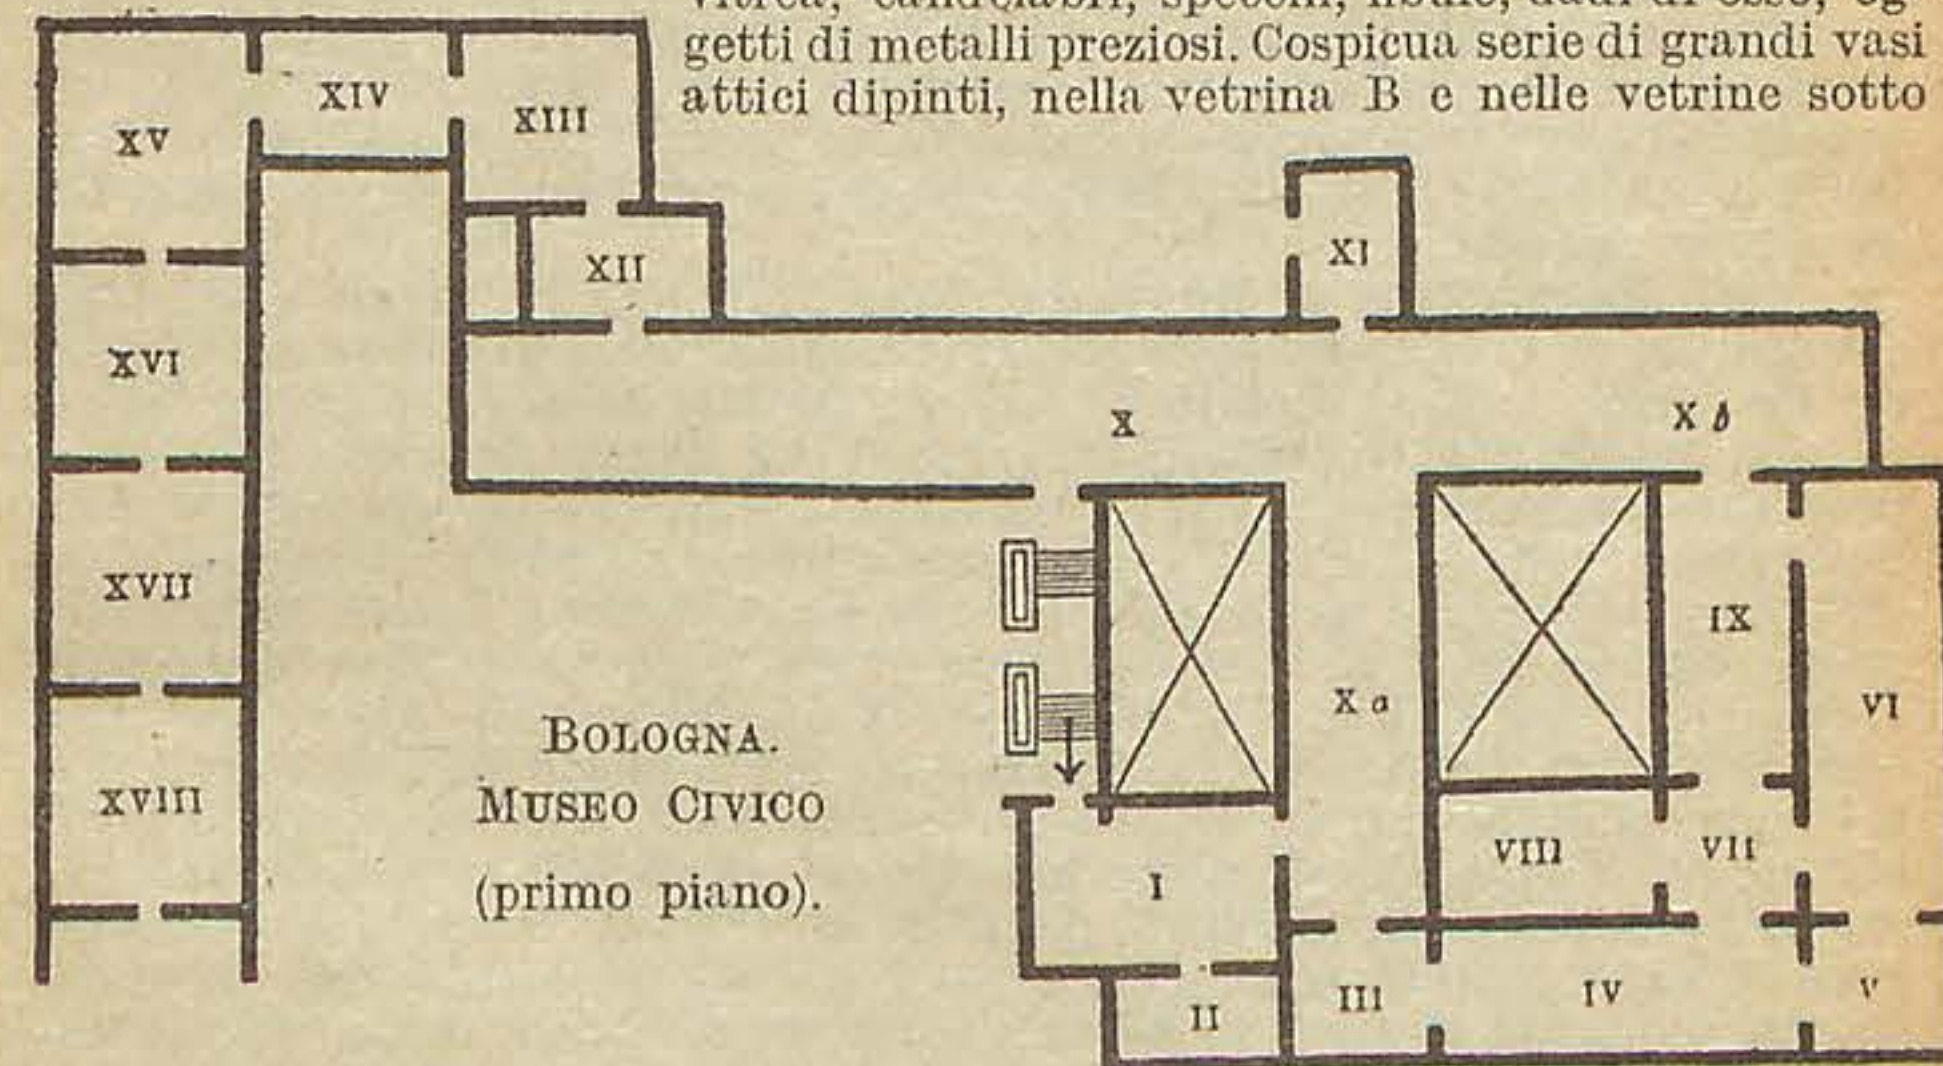 getti di metalli preziosi. Cospicua serie di grandi vasi
attici dipinti, nella vetrina B e nelle vetrine sotto
XIV
XIII
XV
XII
XI
XVI
X
X b
XVII
IX
X a
VI
BOLOGNA.
MUSEO CIVICO
(primo piano).
XVIII
VIII
VII
I
II
III
IV
V